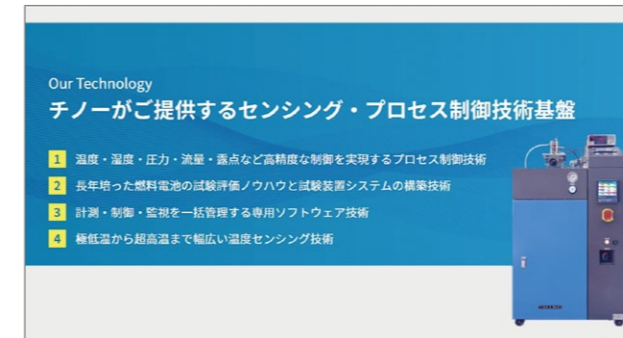 Our Technology
チノーがご提供するセンシング・プロセス制御技術基盤
1 温度・湿度・圧力・流量・露点など高精度な制御を実現するプロセス制御技術
2 長年培った燃料電池の試験評価ノウハウと試験装置システムの構築技術
3 計測・制御・監視を一括管理する専用ソフトウェア技術
4 極低温から超高温まで幅広い温度センシング技術